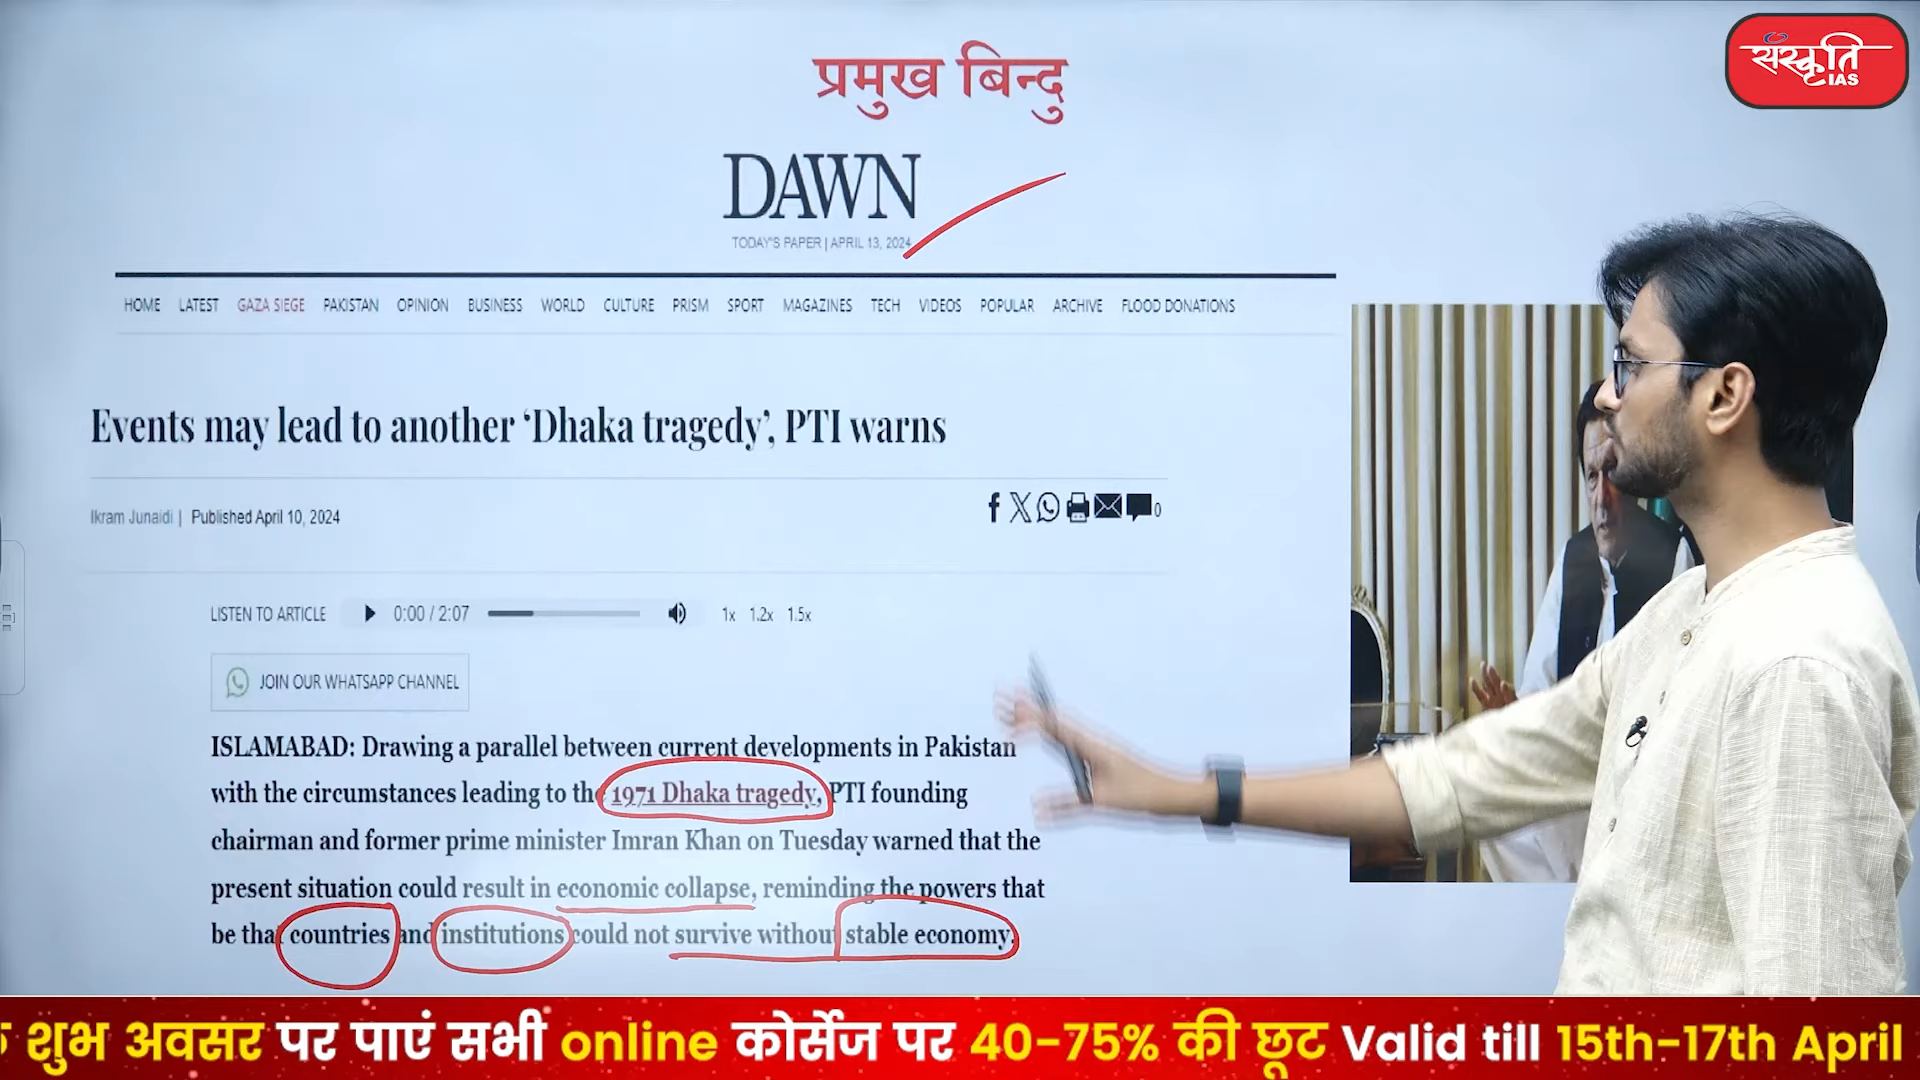 संस्कृति
IAS
प्रमुख बिन्दु
DAWN
TODAY'S PAPER | APRIL 13, 2024
HOME LATEST GAZA SIEGE PAKISTAN OPINION BUSINESS WORLD CULTURE PRISM SPORT MAGAZINES TECH VIDEOS POPULAR ARCHIVE FLOOD DONATIONS
Events may lead to another ‘Dhaka tragedy’, PTI warns
Ikram Junaidi | Published April 10, 2024
0
LISTEN TO ARTICLE 0:00 / 2:07 1x 1.2x 1.5x
JOIN OUR WHATSAPP CHANNEL
ISLAMABAD: Drawing a parallel between current developments in Pakistan
with the circumstances leading to the 1971 Dhaka tragedy, PTI founding
chairman and former prime minister Imran Khan on Tuesday warned that the
present situation could result in economic collapse, reminding the powers that
be that countries and institutions could not survive without stable economy.
शुभ अवसर पर पाएं सभी online कोर्सेज पर 40-75% की छूट Valid till 15th-17th April